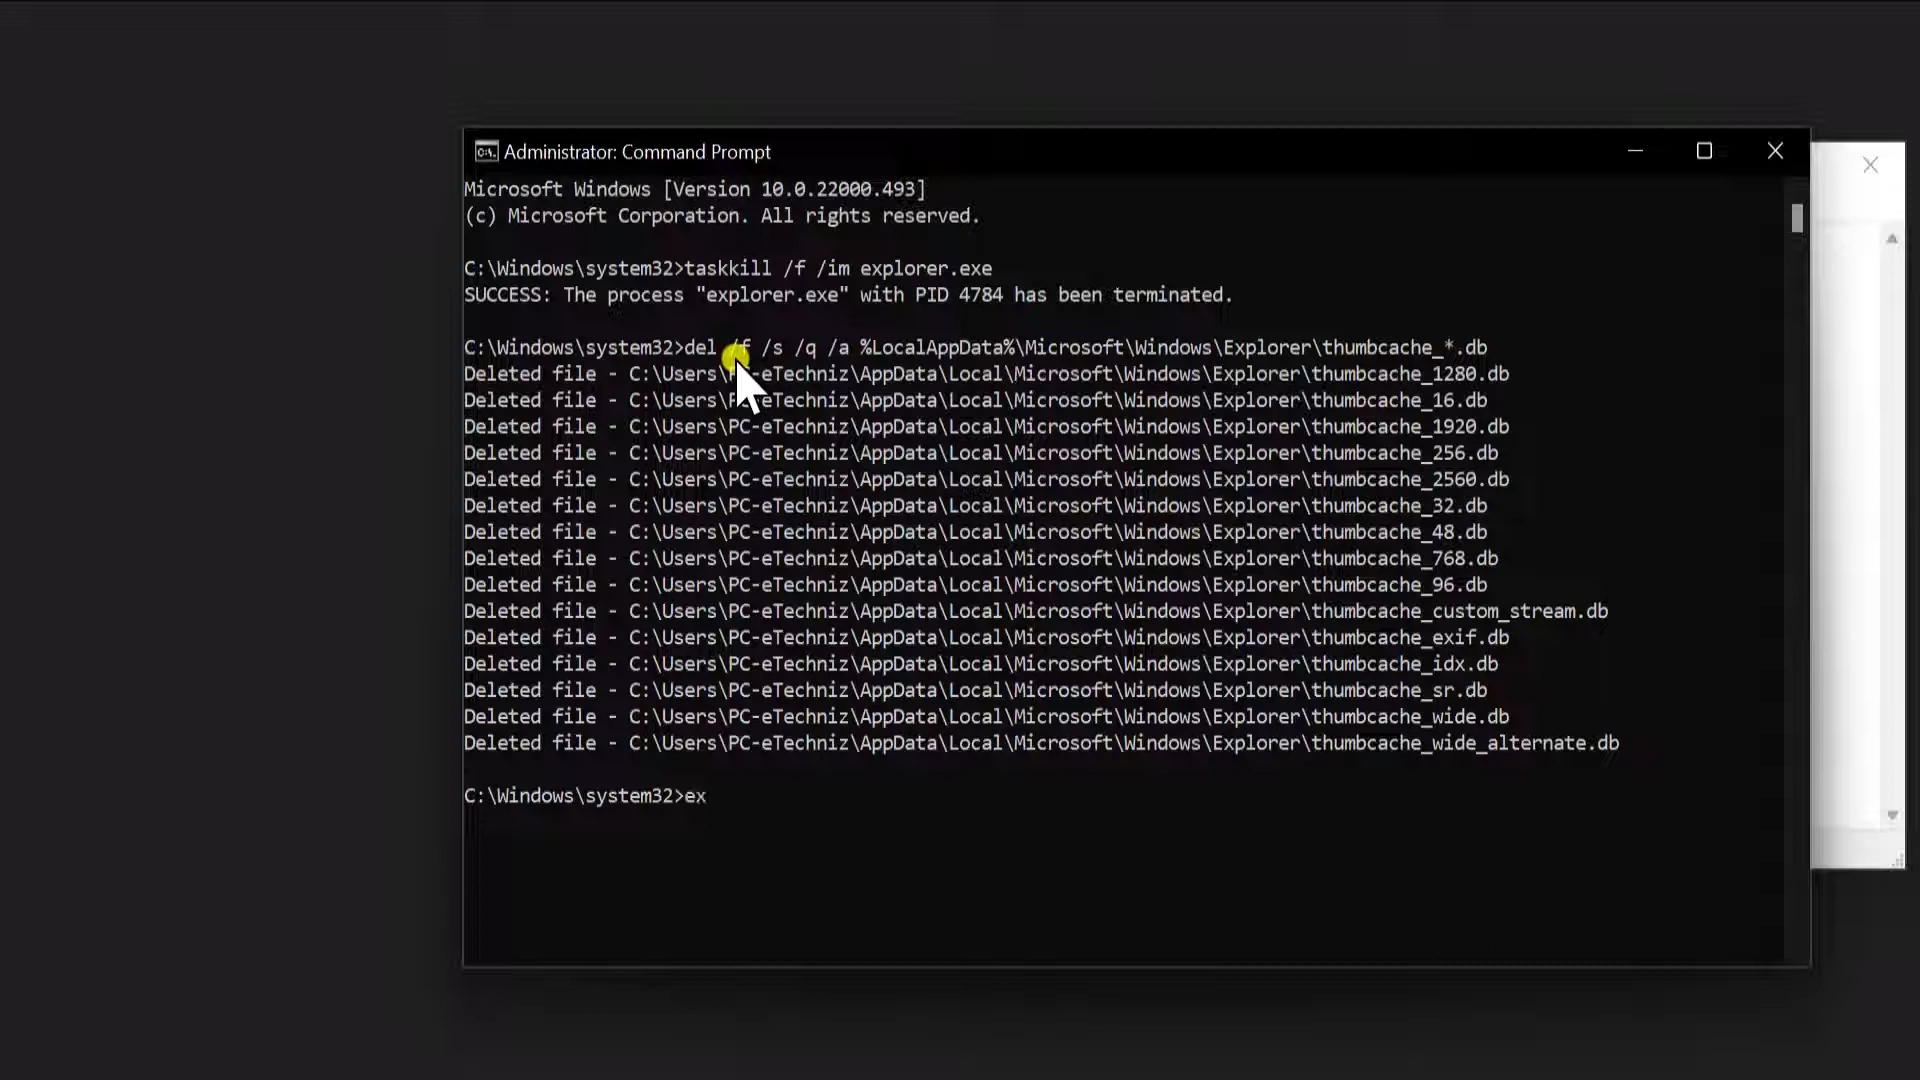 Administrator: Command Prompt
Microsoft Windows [Version 10.0.22000.493]
(c) Microsoft Corporation. All rights reserved.
C:\Windows\system32>taskkill /f /im explorer.exe
SUCCESS: The process "explorer.exe" with PID 4784 has been terminated.
C:\Windows\system32>del /f /s /q /a %LocalAppData%\Microsoft\Windows\Explorer\thumbcache_*.db
Deleted file - C:\Users\PC-eTechniz\AppData\Local\Microsoft\Windows\Explorer\thumbcache_1280.db
Deleted file - C:\Users\PC-eTechniz\AppData\Local\Microsoft\Windows\Explorer\thumbcache_16.db
Deleted file - C:\Users\PC-eTechniz\AppData\Local\Microsoft\Windows\Explorer\thumbcache_1920.db
Deleted file - C:\Users\PC-eTechniz\AppData\Local\Microsoft\Windows\Explorer\thumbcache_256.db
Deleted file - C:\Users\PC-eTechniz\AppData\Local\Microsoft\Windows\Explorer\thumbcache_2560.db
Deleted file - C:\Users\PC-eTechniz\AppData\Local\Microsoft\Windows\Explorer\thumbcache_32.db
Deleted file - C:\Users\PC-eTechniz\AppData\Local\Microsoft\Windows\Explorer\thumbcache_48.db
Deleted file - C:\Users\PC-eTechniz\AppData\Local\Microsoft\Windows\Explorer\thumbcache_768.db
Deleted file - C:\Users\PC-eTechniz\AppData\Local\Microsoft\Windows\Explorer\thumbcache_96.db
Deleted file - C:\Users\PC-eTechniz\AppData\Local\Microsoft\Windows\Explorer\thumbcache_custom_stream.db
Deleted file - C:\Users\PC-eTechniz\AppData\Local\Microsoft\Windows\Explorer\thumbcache_exif.db
Deleted file - C:\Users\PC-eTechniz\AppData\Local\Microsoft\Windows\Explorer\thumbcache_idx.db
Deleted file - C:\Users\PC-eTechniz\AppData\Local\Microsoft\Windows\Explorer\thumbcache_sr.db
Deleted file - C:\Users\PC-eTechniz\AppData\Local\Microsoft\Windows\Explorer\thumbcache_wide.db
Deleted file - C:\Users\PC-eTechniz\AppData\Local\Microsoft\Windows\Explorer\thumbcache_wide_alternate.db
C:\Windows\system32>ex